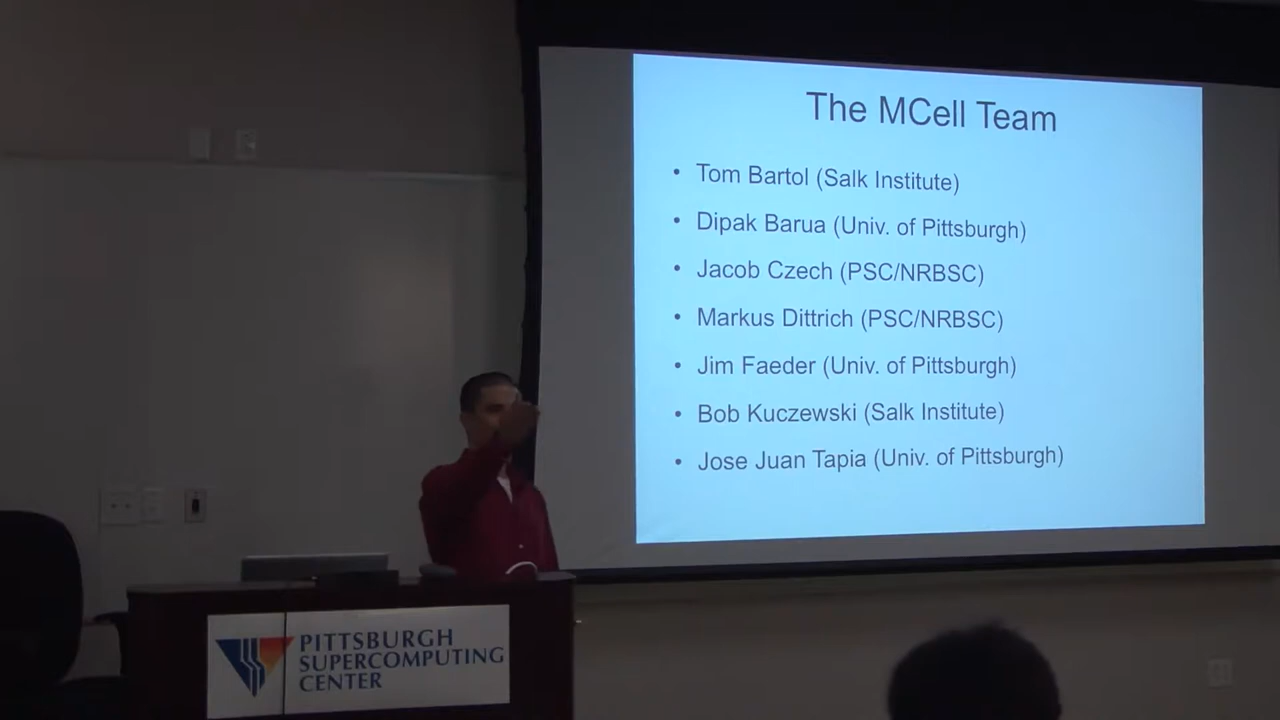 The MCell Team
• Tom Bartol (Salk Institute)
• Dipak Barua (Univ. of Pittsburgh)
• Jacob Czech (PSC/NRBSC)
• Markus Dittrich (PSC/NRBSC)
• Jim Faeder (Univ. of Pittsburgh)
• Bob Kuczewski (Salk Institute)
• Jose Juan Tapia (Univ. of Pittsburgh)
PITTSBURGH
SUPERCOMPUTING
CENTER